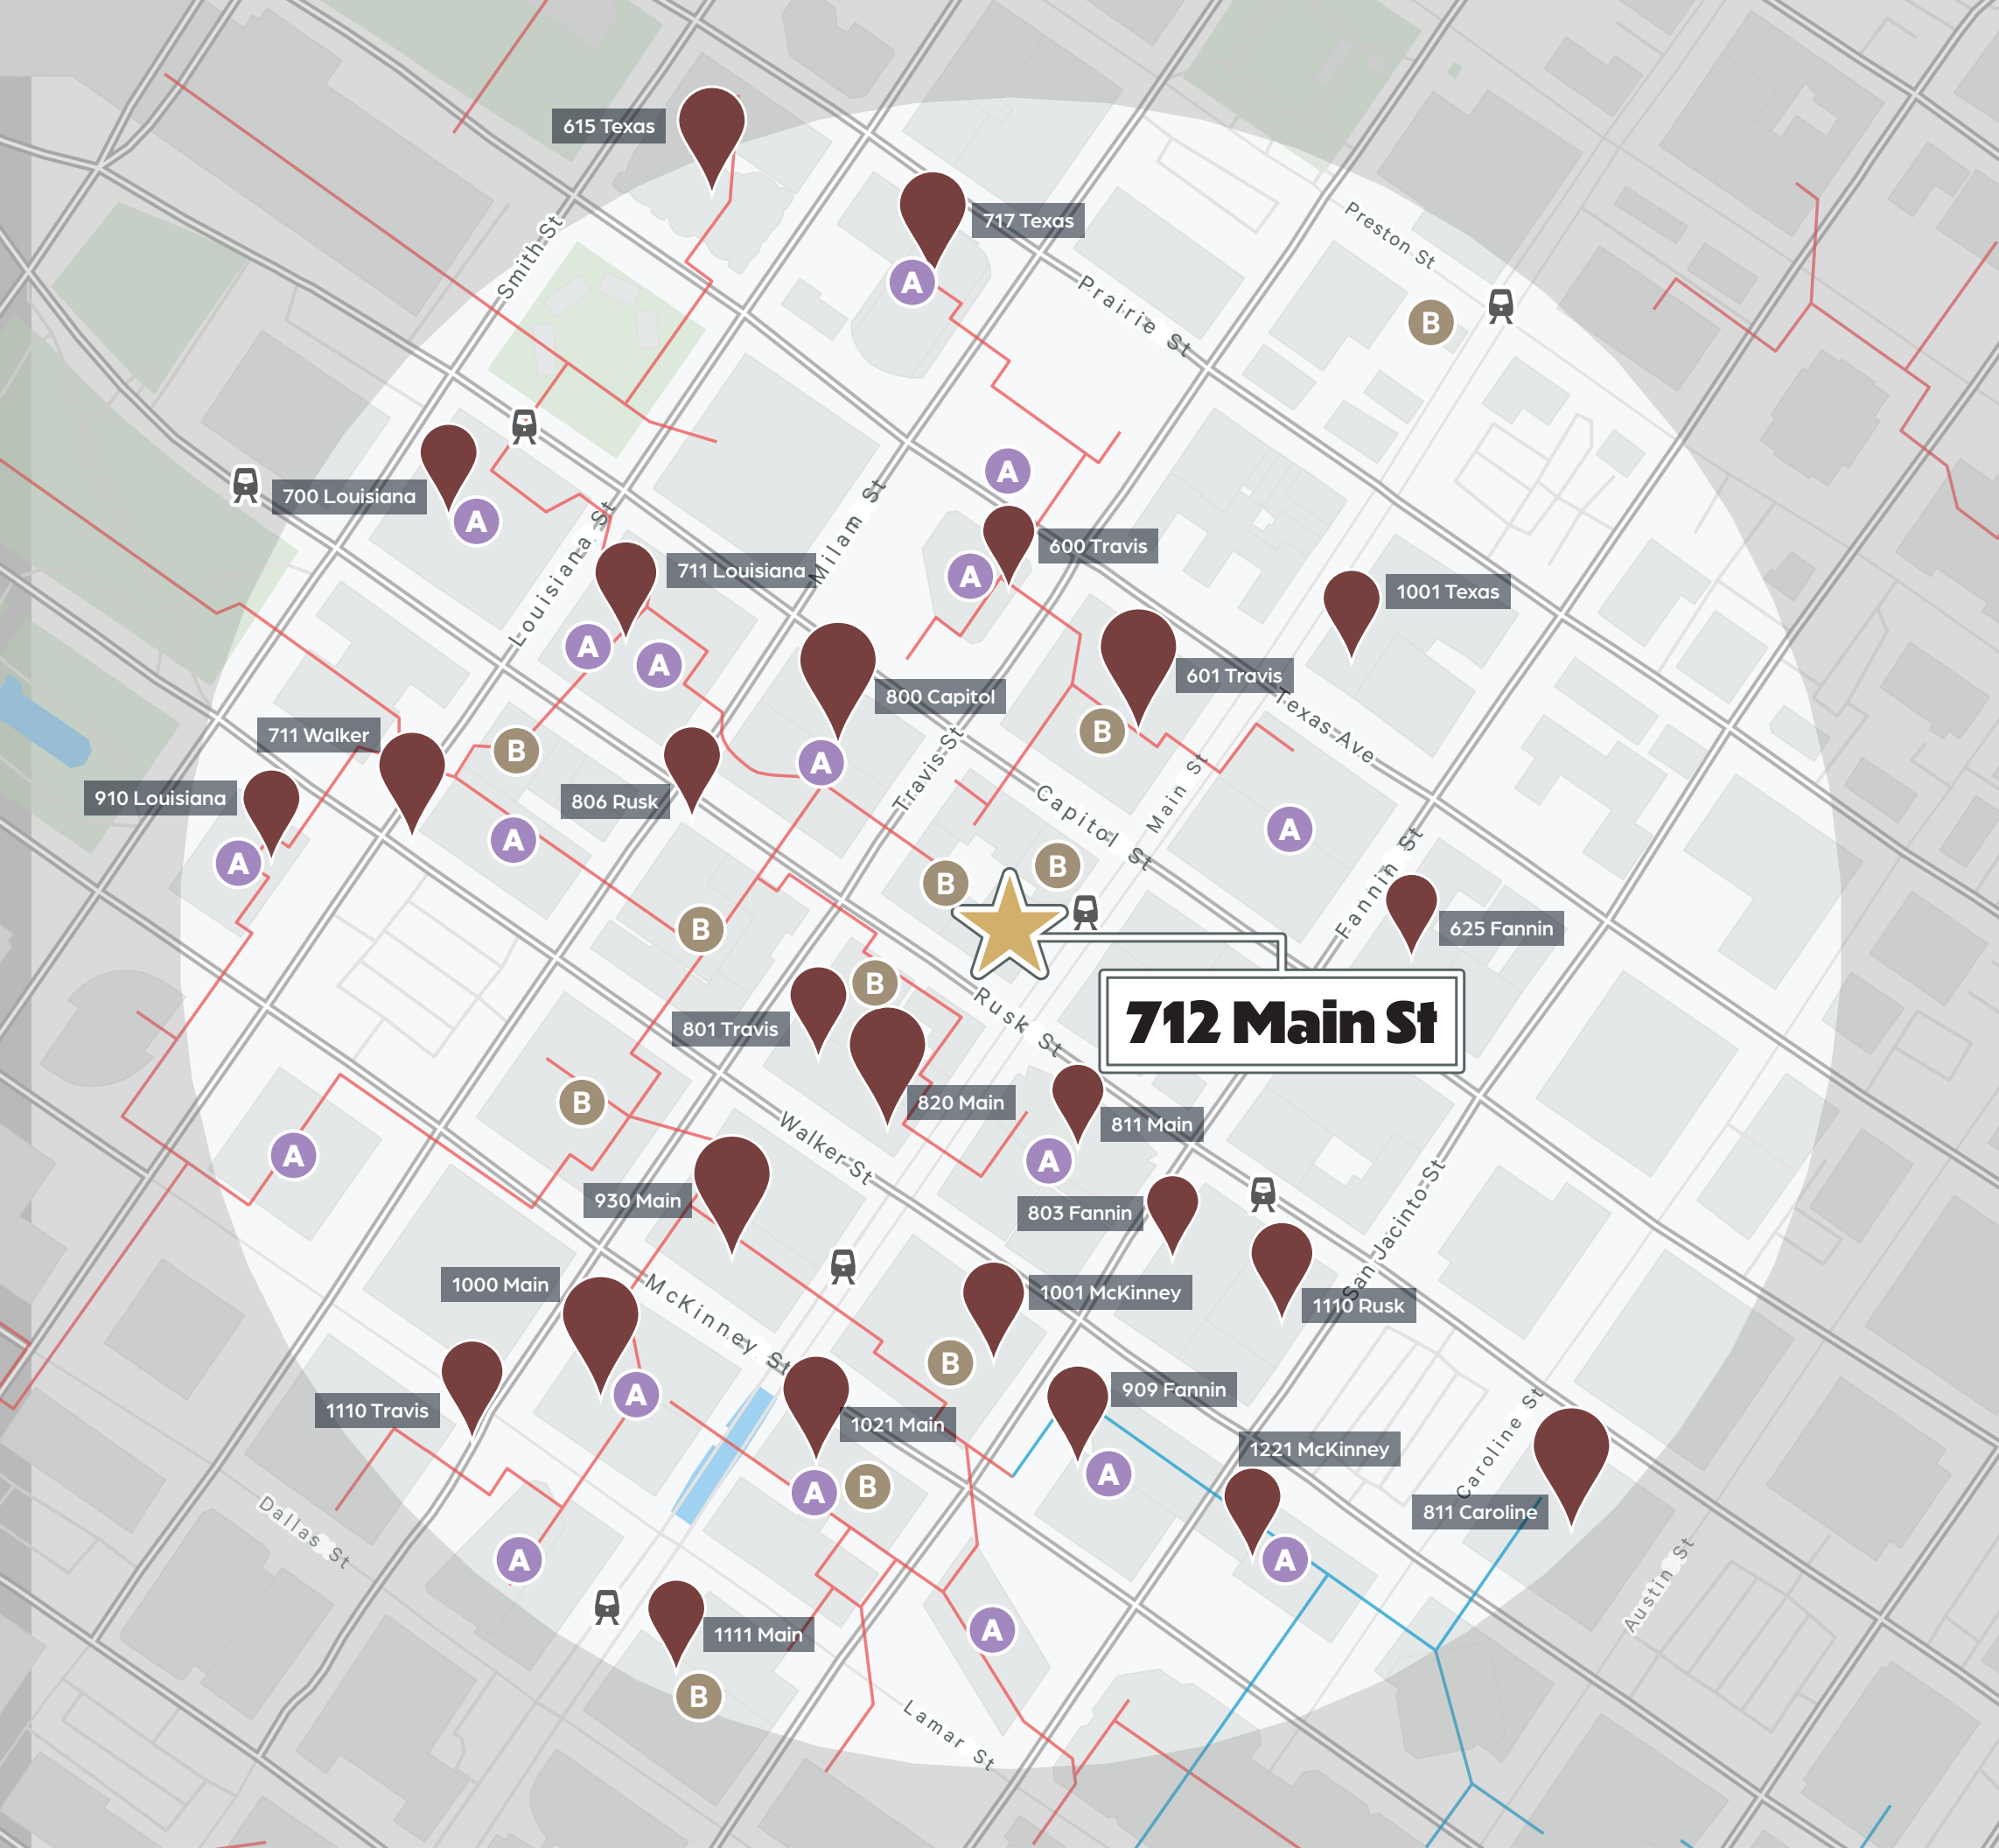 615 Texas
717 Texas
Preston St
Smith St
Prairie St
B
A
A
700 Louisiana
A
Milam St
Louisiana St
711 Louisiana
600 Travis
A
1001 Texas
A
A
601 Travis
800 Capitol
Texas Ave
711 Walker
B
B
A
Travis St
Main St
910 Louisiana
806 Rusk
Capitol St
A
A
A
Fannin St
B
B
B
625 Fannin
Rusk St
B
712 Main St
801 Travis
820 Main
B
811 Main
Walker St
A
A
930 Main
803 Fannin
San Jacinto St
1000 Main
1001 McKinney
1110 Rusk
McKinney St
B
A
909 Fannin
1110 Travis
1021 Main
Caroline St
1221 McKinney
A
A
B
811 Caroline
Dallas St
A
A
Austin St
1111 Main
A
B
Lamar St